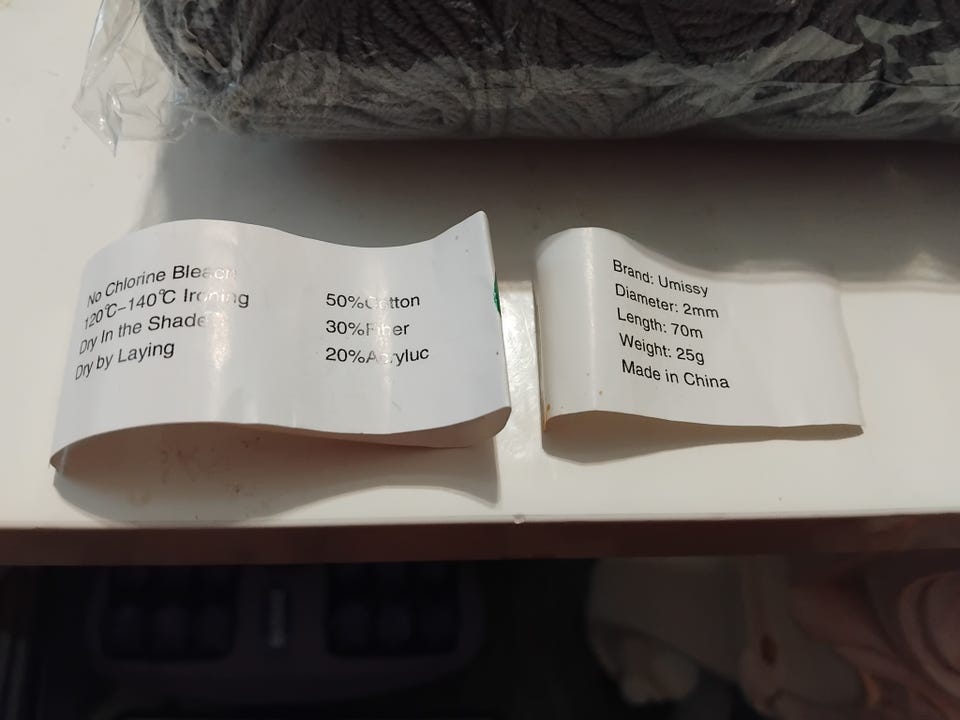 No Chlorine Bleach
120℃-140℃ Ironing
Dry In the Shade
Dry by Laying
50%Cotton
30%Fiber
20%Acryluc
Brand: Umissy
Diameter: 2mm
Length: 70m
Weight: 25g
Made in China